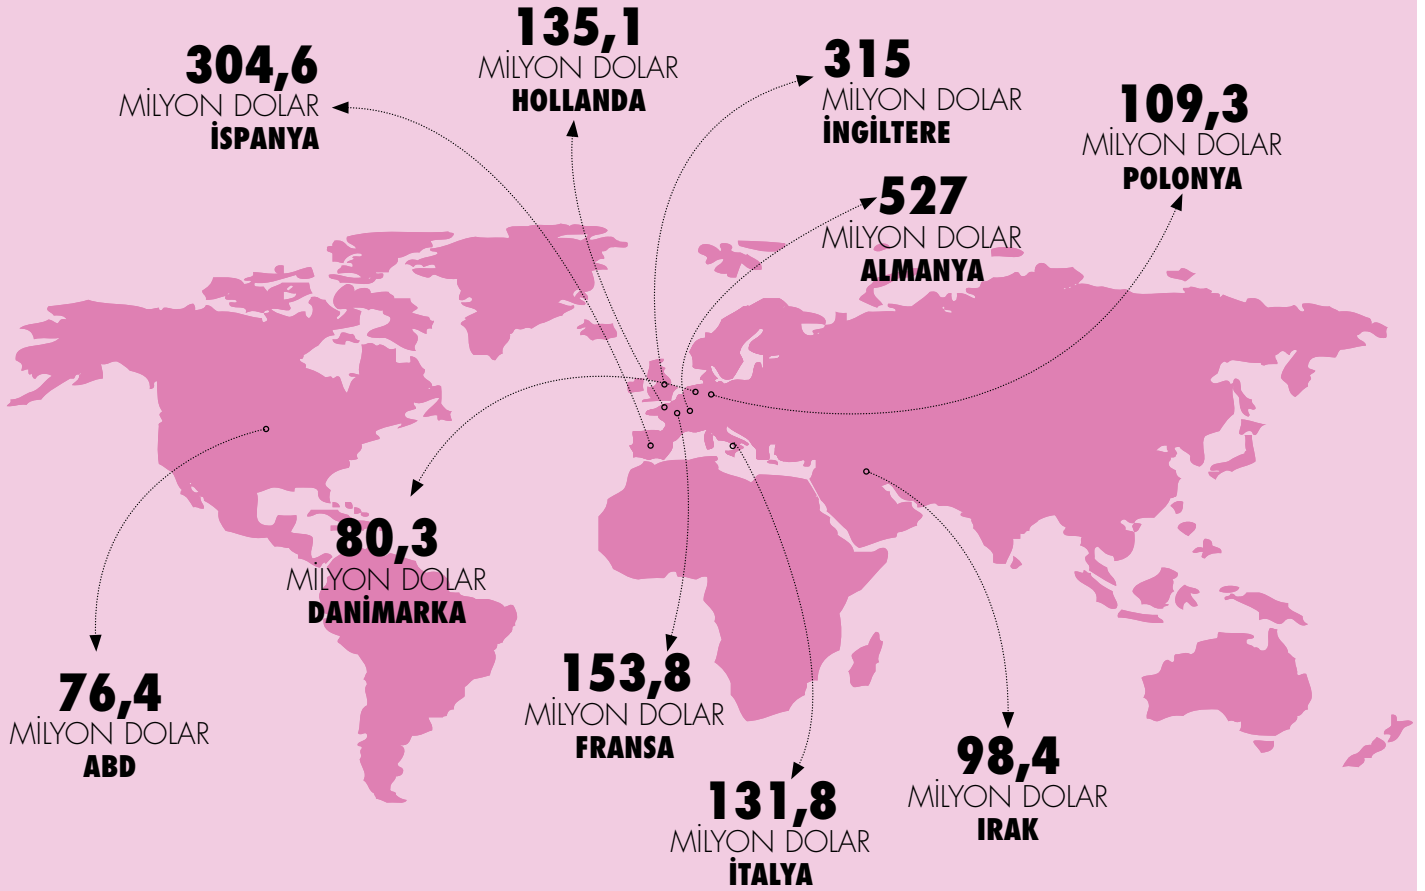 304,6
MİLYON DOLAR
İSPANYA
135,1
MİLYON DOLAR
HOLLANDA
315
MİLYON DOLAR
İNGİLTERE
109,3
MİLYON DOLAR
POLONYA
527
MİLYON DOLAR
ALMANYA
80,3
MİLYON DOLAR
DANİMARKA
76,4
MİLYON DOLAR
ABD
153,8
MİLYON DOLAR
FRANSA
131,8
MİLYON DOLAR
İTALYA
98,4
MİLYON DOLAR
IRAK